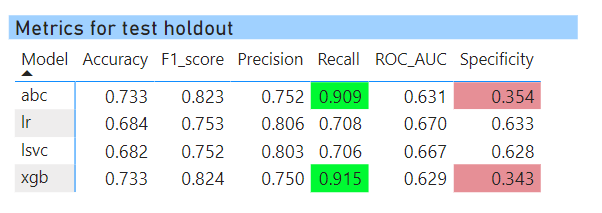 Metrics for test holdout
Model Accuracy F1_score Precision Recall ROC_AUC Specificity
abc 0.733 0.823 0.752 0.909 0.631 0.354
lr 0.684 0.753 0.806 0.708 0.670 0.633
lsvc 0.682 0.752 0.803 0.706 0.667 0.628
xgb 0.733 0.824 0.750 0.915 0.629 0.343